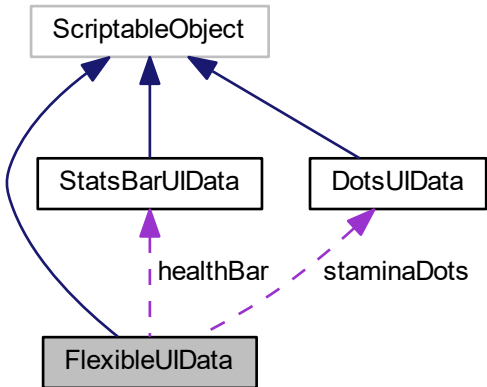 ScriptableObject
StatsBarUIData
DotsUIData
healthBar
staminaDots
FlexibleUIData